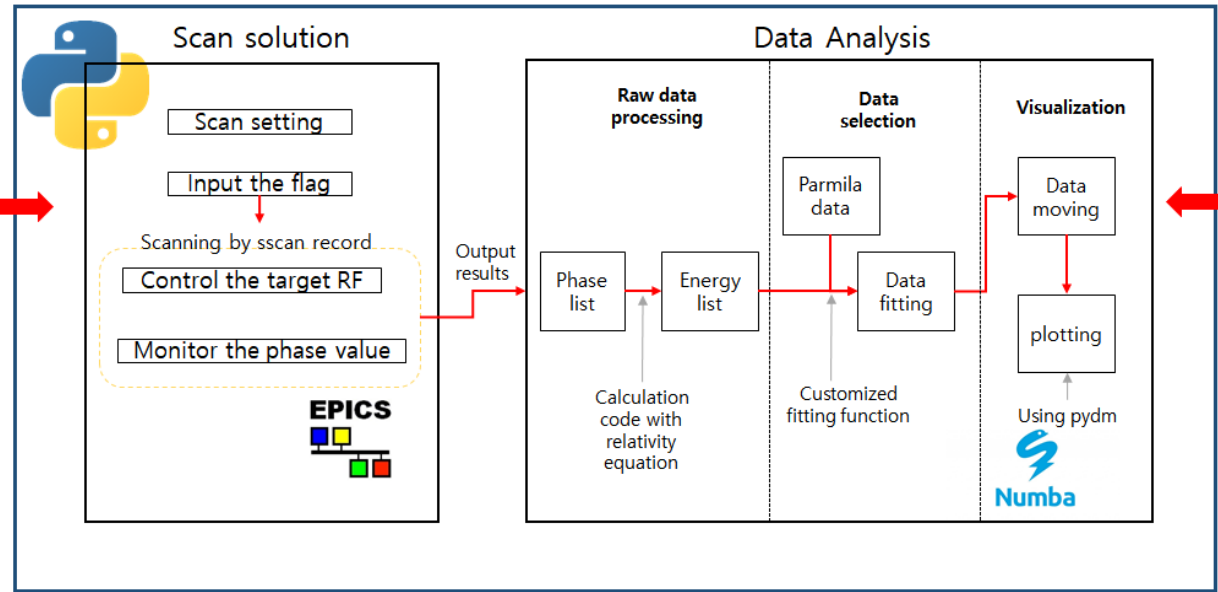 Scan solution
Scan setting
Input the flag
Scanning by sscan record
Control the target RF
Monitor the phase value
EPICS
Output
results
Data Analysis
Raw data
processing
Phase
list
Energy
list
Calculation
code with
relativity
equation
Data
selection
Parmila
data
Data
fitting
Customized
fitting function
Visualization
Data
moving
plotting
Using pydm
Numba